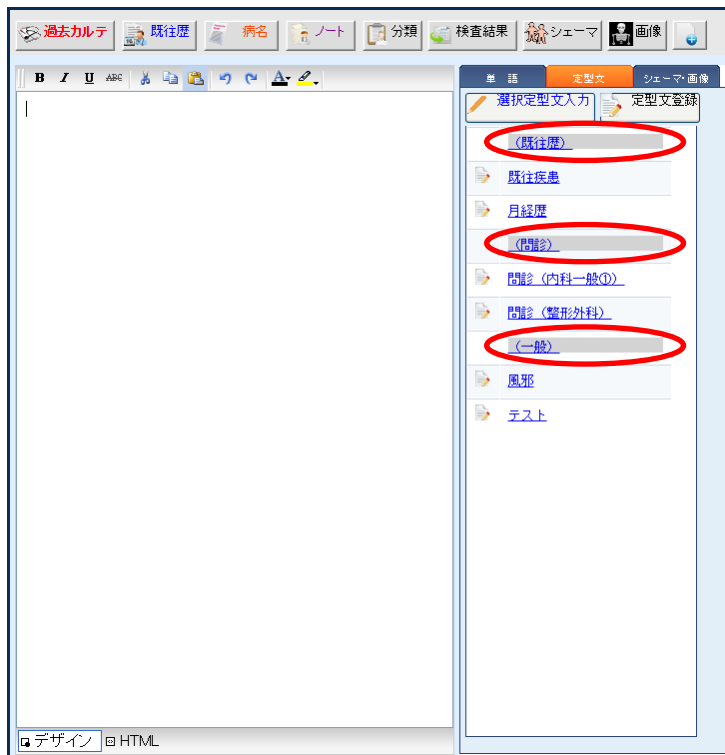 過去カルテ 既往歴 病名 ノート 分類 検査結果 シェーマ 画像
B I U ABC A
単 語 定型文 シェーマ・画像
選択定型文入力 定型文登録
（既往歴）
既往疾患
月経歴
（問診）
問診（内科一般①）
問診（整形外科）
（一般）
風邪
テスト
デザイン HTML